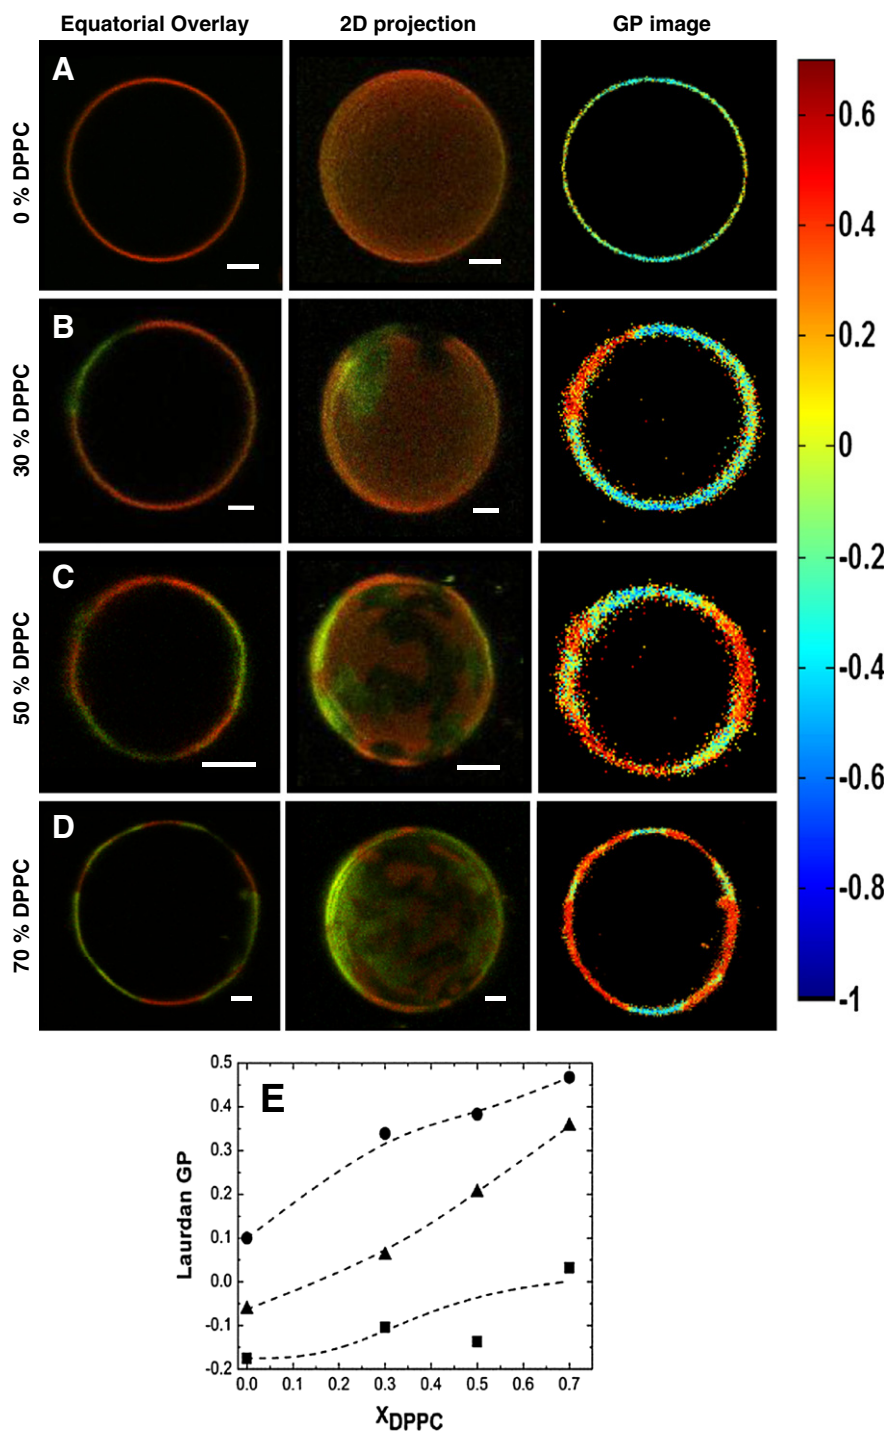 Equatorial Overlay 2D projection GP image
A
0 % DPPC
B
30 % DPPC
C
50 % DPPC
D
70 % DPPC
0.6
0.4
0.2
0
-0.2
-0.4
-0.6
-0.8
-1
E
Laurdan GP
0.5
0.4
0.3
0.2
0.1
0.0
-0.1
-0.2
0.0 0.1 0.2 0.3 0.4 0.5 0.6 0.7
XDPPC